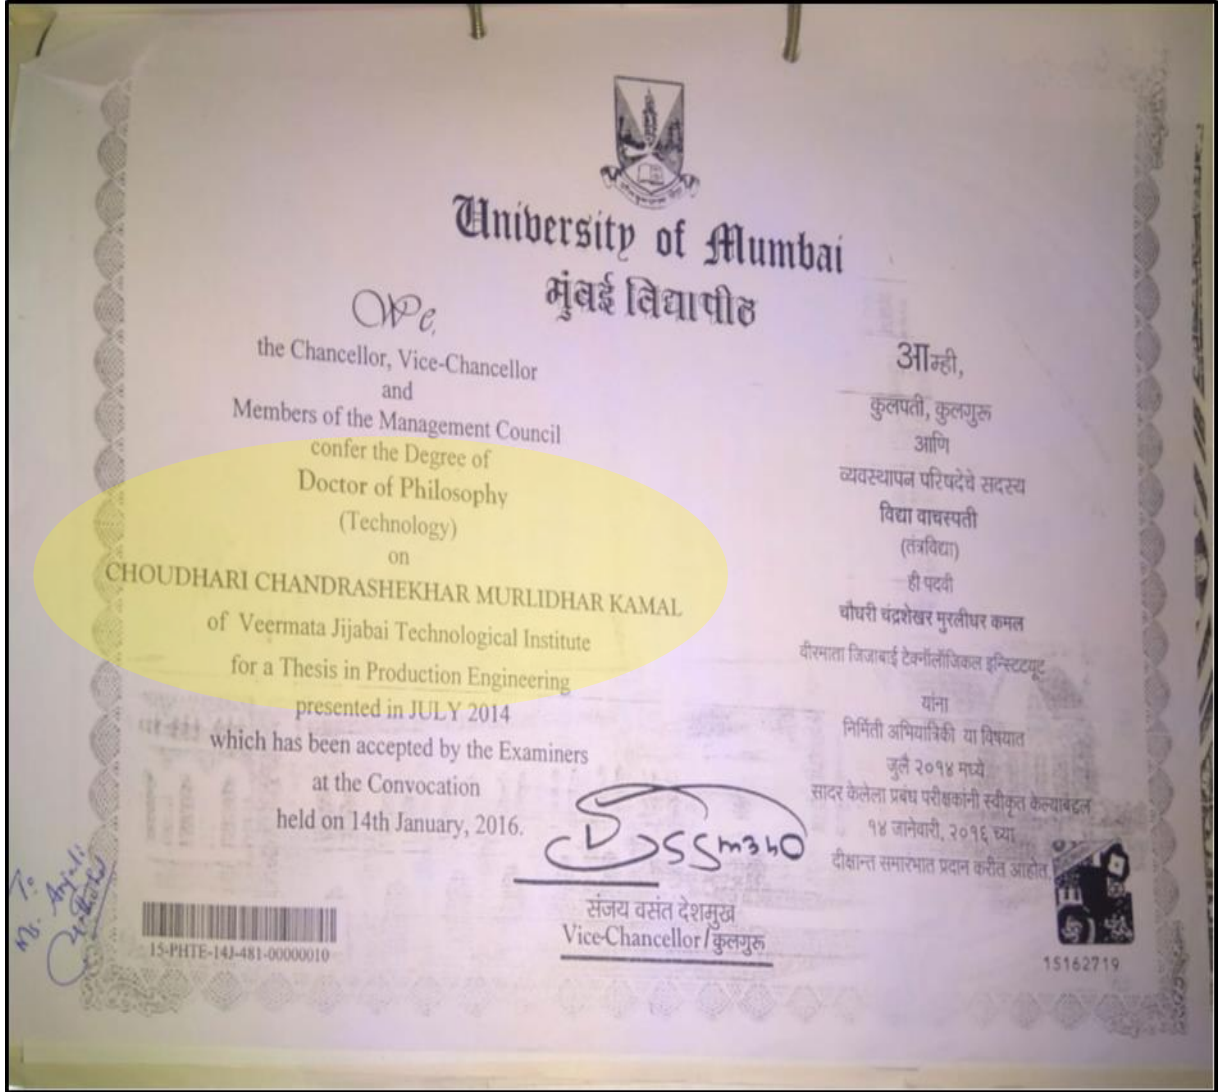 University of Mumbai
मुंबई विद्यापीठ
We,
the Chancellor, Vice-Chancellor
and
Members of the Management Council
confer the Degree of
Doctor of Philosophy
(Technology)
on
CHOUDHARI CHANDRASHEKHAR MURLIDHAR KAMAL
of Veermata Jijabai Technological Institute
for a Thesis in Production Engineering
presented in JULY 2014
which has been accepted by the Examiners
at the Convocation
held on 14th January, 2016.
आम्ही,
कुलपती, कुलगुरू
आणि
व्यवस्थापन परिषदेचे सदस्य
विद्या वाचस्पती
(तंत्रविद्या)
ही पदवी
चौधरी चंद्रशेखर मुरलीधर कमल
वीरमाता जिजाबाई टेक्नॉलॉजिकल इन्स्टिटयूट
यांना
निर्मिती अभियांत्रिकी या विषयात
जुलै २०१४ मध्ये
सादर केलेला प्रबंध परीक्षकांनी स्वीकृत केल्याबद्दल
१४ जानेवारी, २०१६ च्या
दीक्षान्त समारंभात प्रदान करीत आहोत.
संजय वसंत देशमुख
Vice-Chancellor/कुलगुरू
15-PHTE-14J-481-00000010
15162719
To
Ms. Anjali